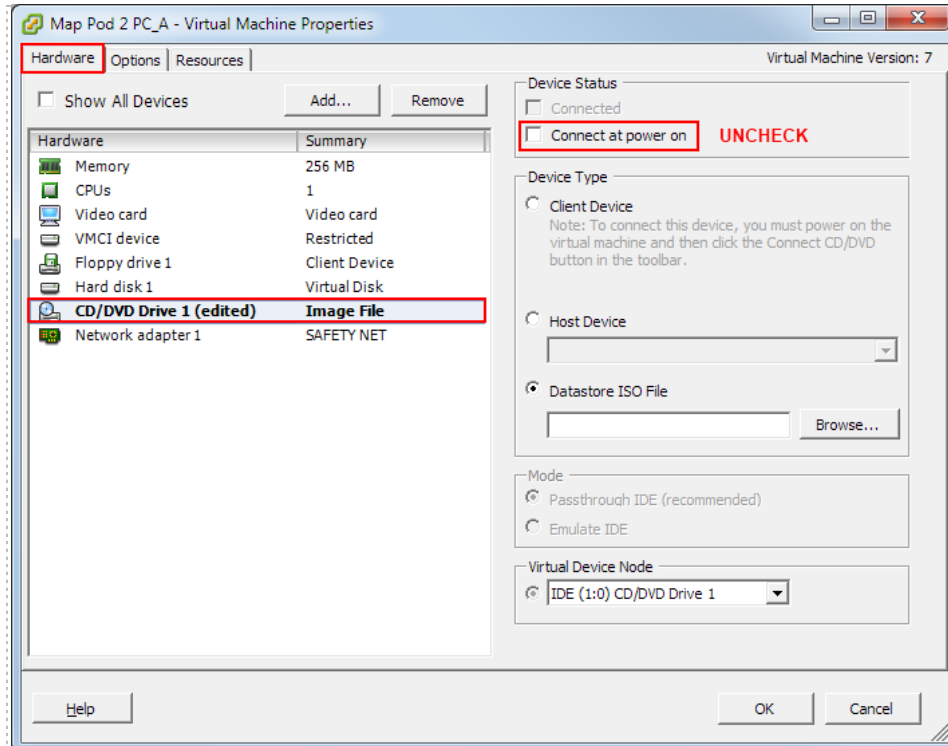 Map Pod 2 PC_A - Virtual Machine Properties
Hardware Options Resources
Virtual Machine Version: 7
Show All Devices
Add... Remove
Hardware Summary
Memory 256 MB
CPUs 1
Video card Video card
VMCI device Restricted
Floppy drive 1 Client Device
Hard disk 1 Virtual Disk
CD/DVD Drive 1 (edited) Image File
Network adapter 1 SAFETY NET
Device Status
Connected
Connect at power on UNCHECK
Device Type
Client Device
Note: To connect this device, you must power on the
virtual machine and then click the Connect CD/DVD
button in the toolbar.
Host Device
Datastore ISO File
Browse...
Mode
Passthrough IDE (recommended)
Emulate IDE
Virtual Device Node
IDE (1:0) CD/DVD Drive 1
Help
OK Cancel